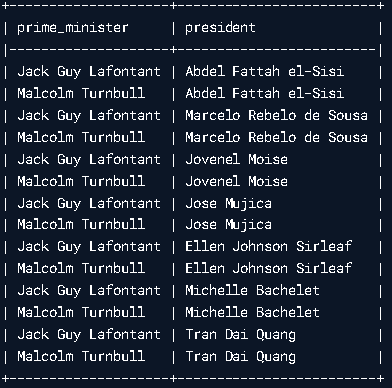 +---------------------+------------------------+
| prime_minister | president |
|---------------------+------------------------|
| Jack Guy Lafontant | Abdel Fattah el-Sisi |
| Malcolm Turnbull | Abdel Fattah el-Sisi |
| Jack Guy Lafontant | Marcelo Rebelo de Sousa |
| Malcolm Turnbull | Marcelo Rebelo de Sousa |
| Jack Guy Lafontant | Jovenel Moise |
| Malcolm Turnbull | Jovenel Moise |
| Jack Guy Lafontant | Jose Mujica |
| Malcolm Turnbull | Jose Mujica |
| Jack Guy Lafontant | Ellen Johnson Sirleaf |
| Malcolm Turnbull | Ellen Johnson Sirleaf |
| Jack Guy Lafontant | Michelle Bachelet |
| Malcolm Turnbull | Michelle Bachelet |
| Jack Guy Lafontant | Tran Dai Quang |
| Malcolm Turnbull | Tran Dai Quang |
+---------------------+------------------------+